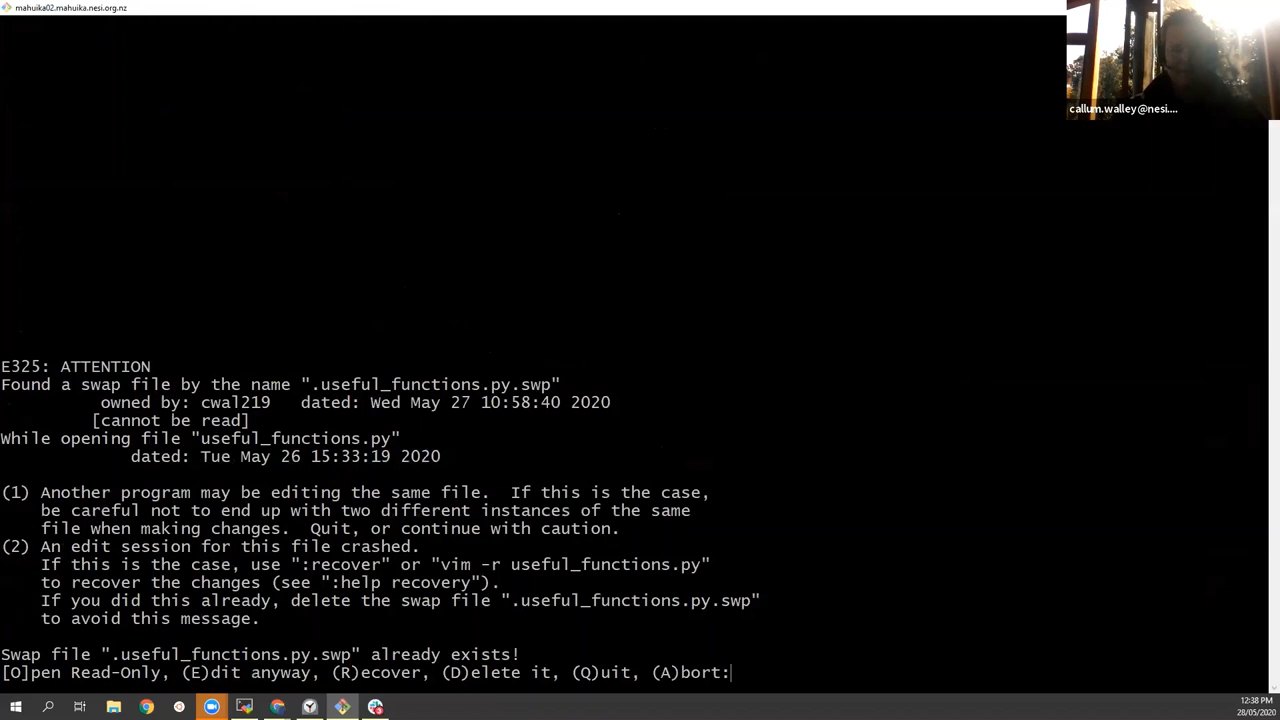 mahuika02.mahuika.nesi.org.nz
callum.walley@nesi....
E325: ATTENTION
Found a swap file by the name ".useful_functions.py.swp"
owned by: cwal219   dated: Wed May 27 10:58:40 2020
[cannot be read]
While opening file "useful_functions.py"
dated: Tue May 26 15:33:19 2020
(1) Another program may be editing the same file.  If this is the case,
be careful not to end up with two different instances of the same
file when making changes.  Quit, or continue with caution.
(2) An edit session for this file crashed.
If this is the case, use ":recover" or "vim -r useful_functions.py"
to recover the changes (see ":help recovery").
If you did this already, delete the swap file ".useful_functions.py.swp"
to avoid this message.
Swap file ".useful_functions.py.swp" already exists!
[O]pen Read-Only, (E)dit anyway, (R)ecover, (D)elete it, (Q)uit, (A)bort:
12:38 PM
28/05/2020